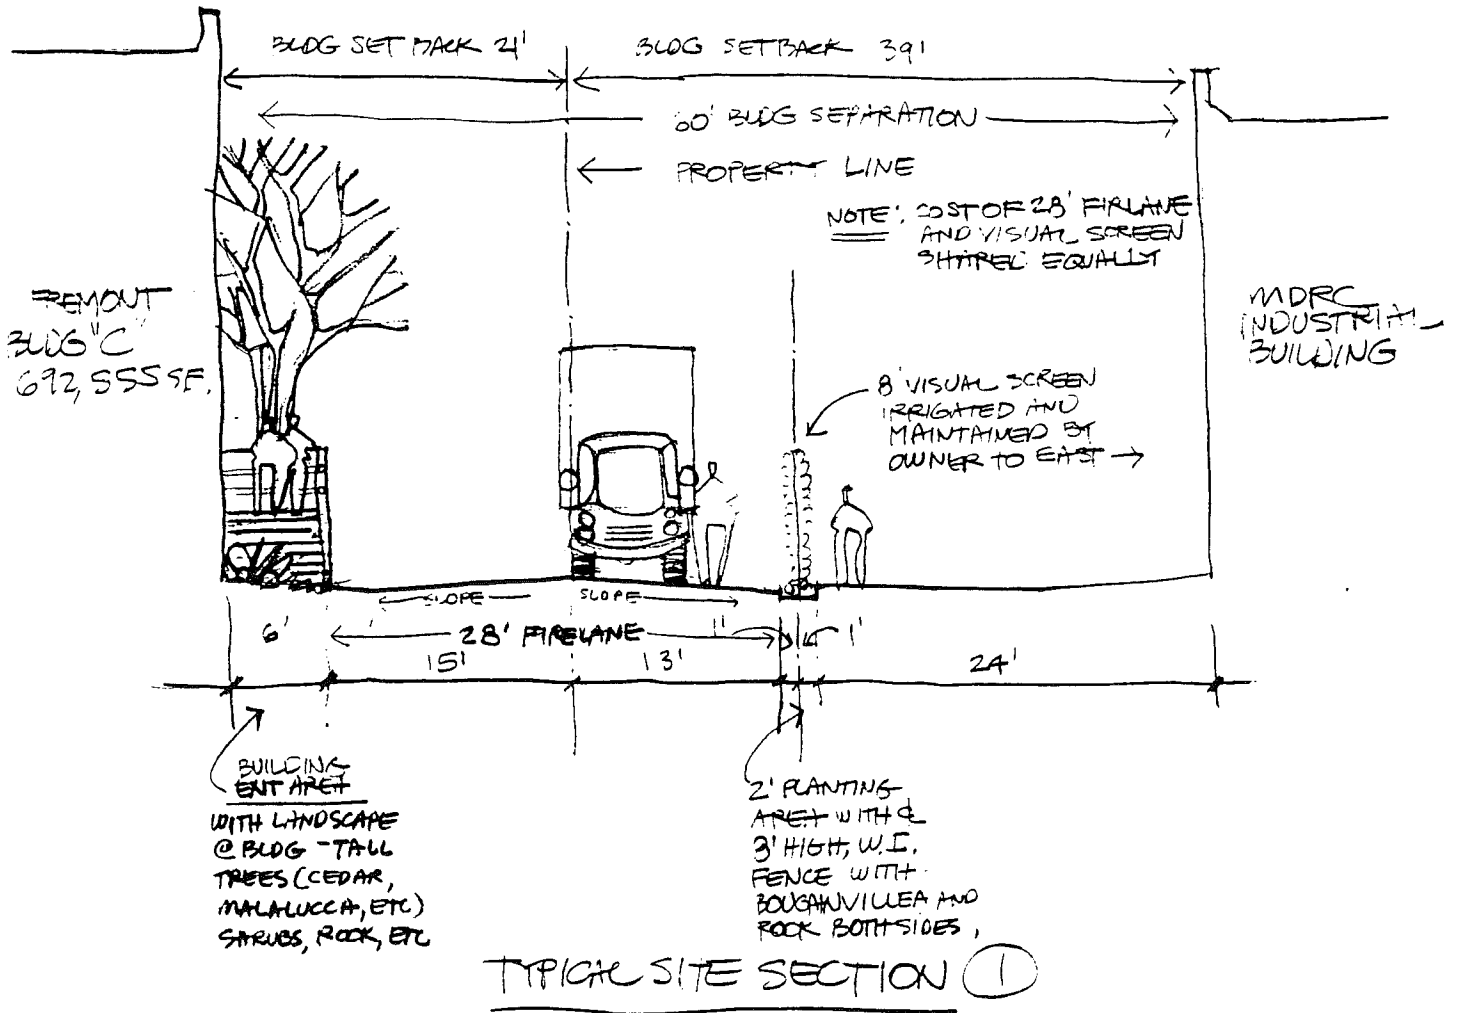 BLDG SETBACK 21'
BLDG SETBACK 39'
60' BLDG SEPARATION
PROPERTY LINE
NOTE: COST OF 28' FIRLANE
AND VISUAL SCREEN
SHARED EQUALLY
FREMONT
BLDG "C"
692,555 SF.
MDRC
INDUSTRIAL
BUILDING
8' VISUAL SCREEN
IRRIGATED AND
MAINTAINED BY
OWNER TO EAST
SLOPE
SLOPE
6'
28' FIRELANE
1'
1'
15'
13'
24'
BUILDING
ENT AREA
WITH LANDSCAPE
@ BLDG - TALL
TREES (CEDAR,
MALALUCCA, ETC)
SHRUBS, ROCK, ETC
2' PLANTING
AREA WITH ℄
3' HIGH, W.I.
FENCE WITH
BOUGAINVILLEA AND
ROCK BOTH SIDES,
TYPICAL SITE SECTION 1